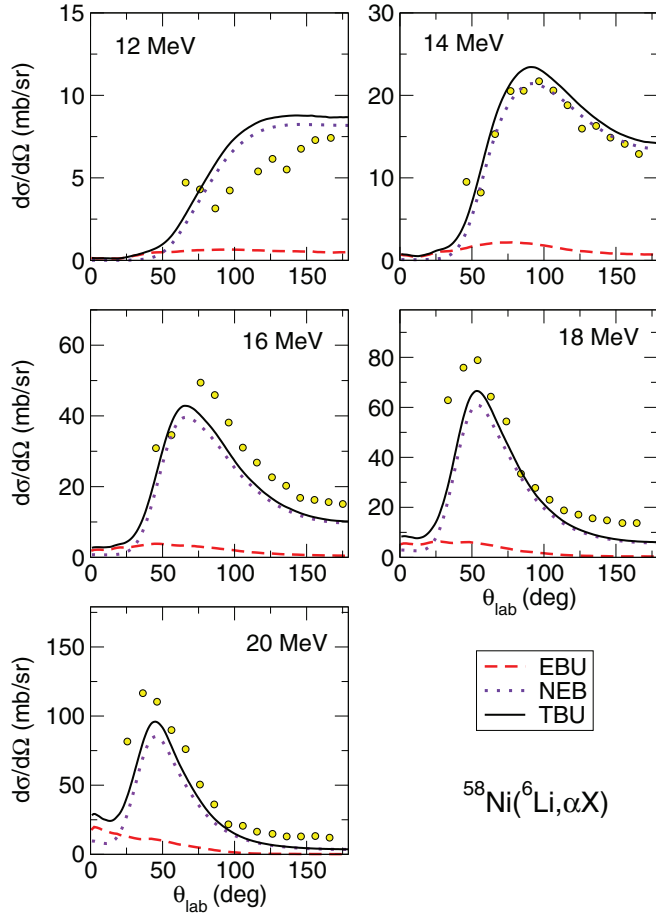 12 MeV
dσ/dΩ (mb/sr)
15
10
5
0
0 50 100 150
14 MeV
30
20
10
0
0 50 100 150
16 MeV
dσ/dΩ (mb/sr)
60
40
20
0
0 50 100 150
18 MeV
80
60
40
20
0
0 50 100 150
θlab (deg)
20 MeV
dσ/dΩ (mb/sr)
150
100
50
0
0 50 100 150
θlab (deg)
EBU
NEB
TBU
⁵⁸Ni(⁶Li,αX)